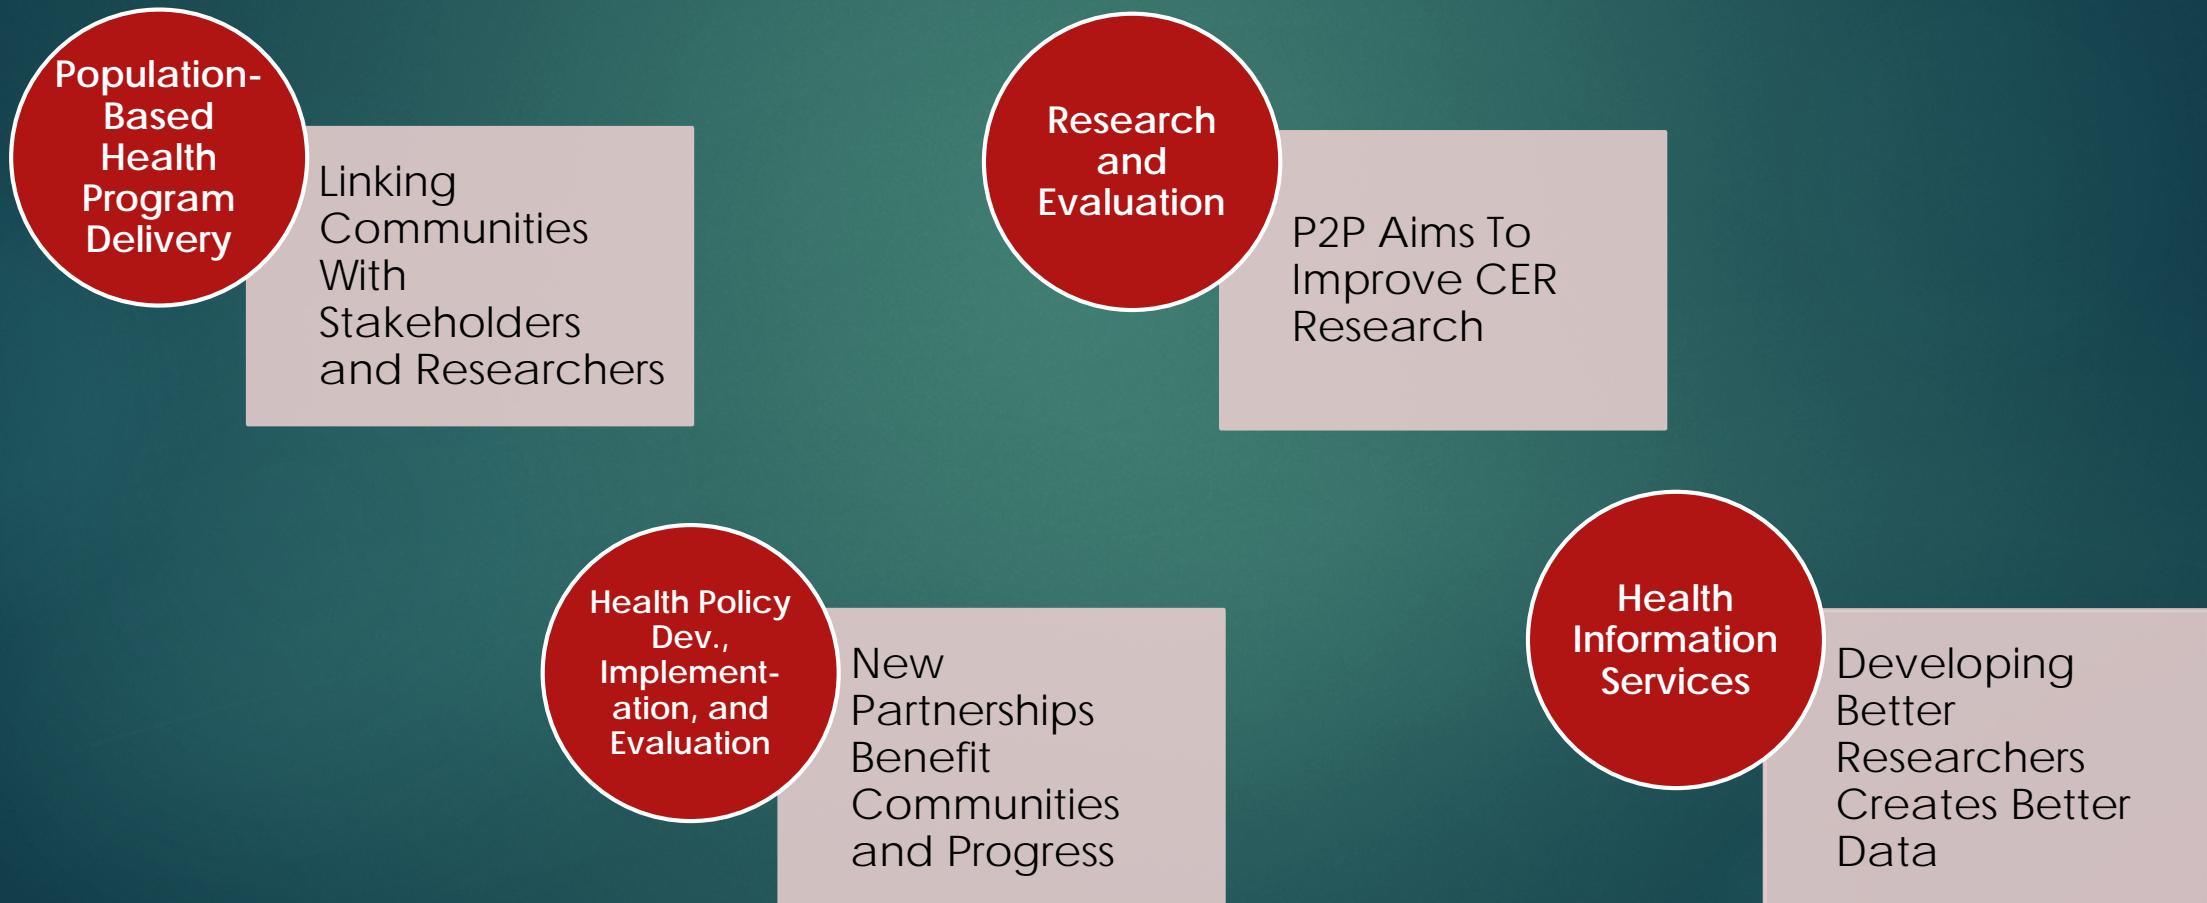 Population-
Based
Health
Program
Delivery
Linking
Communities
With
Stakeholders
and Researchers
Research
and
Evaluation
P2P Aims To
Improve CER
Research
Health Policy
Dev.,
Implement-
ation, and
Evaluation
New
Partnerships
Benefit
Communities
and Progress
Health
Information
Services
Developing
Better
Researchers
Creates Better
Data